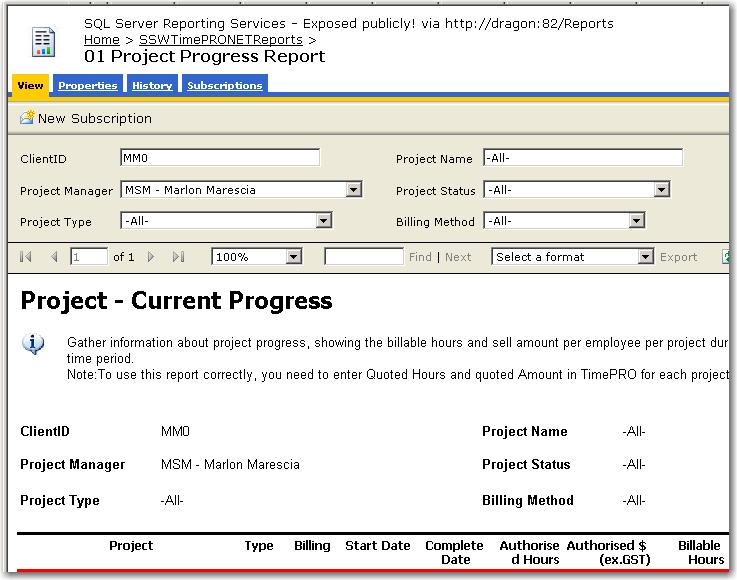 SQL Server Reporting Services - Exposed publicly! via http://dragon:82/Reports
Home > SSWTimePRONETReports >
01 Project Progress Report
View Properties History Subscriptions
New Subscription
ClientID MM0 Project Name -All-
Project Manager MSM - Marlon Marescia Project Status -All-
Project Type -All- Billing Method -All-
1 of 1 100% Find | Next Select a format Export
Project - Current Progress
Gather information about project progress, showing the billable hours and sell amount per employee per project dur
time period.
Note:To use this report correctly, you need to enter Quoted Hours and quoted Amount in TimePRO for each project
ClientID MM0 Project Name -All-
Project Manager MSM - Marlon Marescia Project Status -All-
Project Type -All- Billing Method -All-
Project Type Billing Start Date Complete Authorise Authorised $ Billable
Date d Hours (ex.GST) Hours